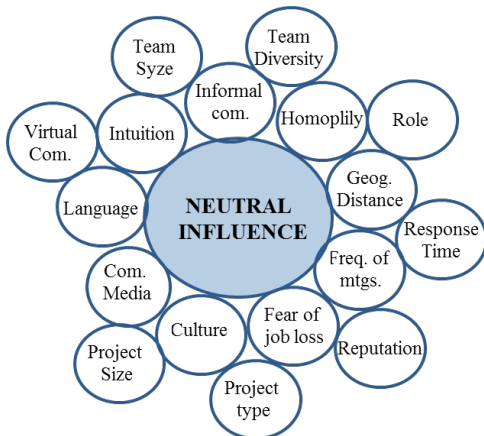 Team
Syze
Team
Diversity
Informal
com.
Virtual
Com.
Intuition
Homoplily
Role
Language
NEUTRAL
INFLUENCE
Geog.
Distance
Response
Time
Com.
Media
Freq. of
mtgs.
Project
Size
Culture
Fear of
job loss
Reputation
Project
type